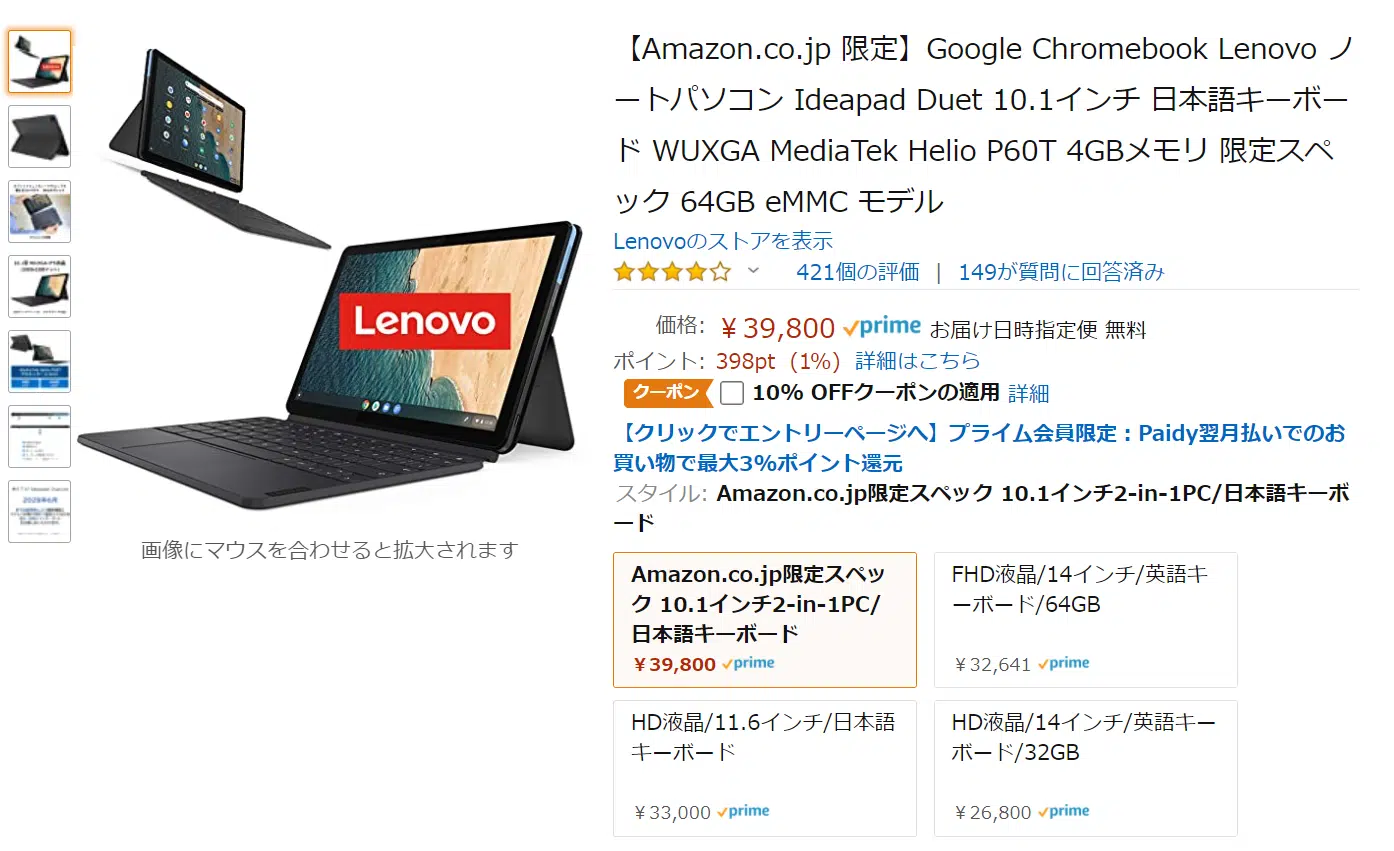 【Amazon.co.jp 限定】Google Chromebook Lenovo ノ
ートパソコン Ideapad Duet 10.1インチ 日本語キーボー
ド WUXGA MediaTek Helio P60T 4GBメモリ 限定スペ
ック 64GB eMMC モデル
Lenovoのストアを表示
421個の評価 | 149が質問に回答済み
価格: ￥39,800 prime お届け日時指定便 無料
ポイント: 398pt (1%) 詳細はこちら
クーポン 10% OFFクーポンの適用 詳細
【クリックでエントリーページへ】プライム会員限定：Paidy翌月払いでのお
買い物で最大3%ポイント還元
スタイル: Amazon.co.jp限定スペック 10.1インチ2-in-1PC/日本語キーボ
ード
Amazon.co.jp限定スペッ
ク 10.1インチ2-in-1PC/
日本語キーボード
￥39,800 prime
FHD液晶/14インチ/英語キ
ーボード/64GB
￥32,641 prime
HD液晶/11.6インチ/日本語
キーボード
￥33,000 prime
HD液晶/14インチ/英語キー
ボード/32GB
￥26,800 prime
Lenovo
画像にマウスを合わせると拡大されます